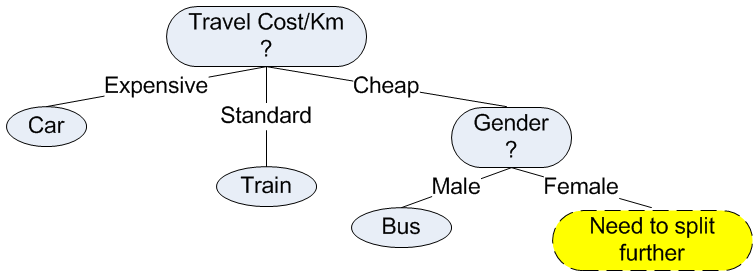 Travel Cost/Km
?
Expensive
Cheap
Standard
Car
Gender
?
Train
Male
Female
Bus
Need to split
further